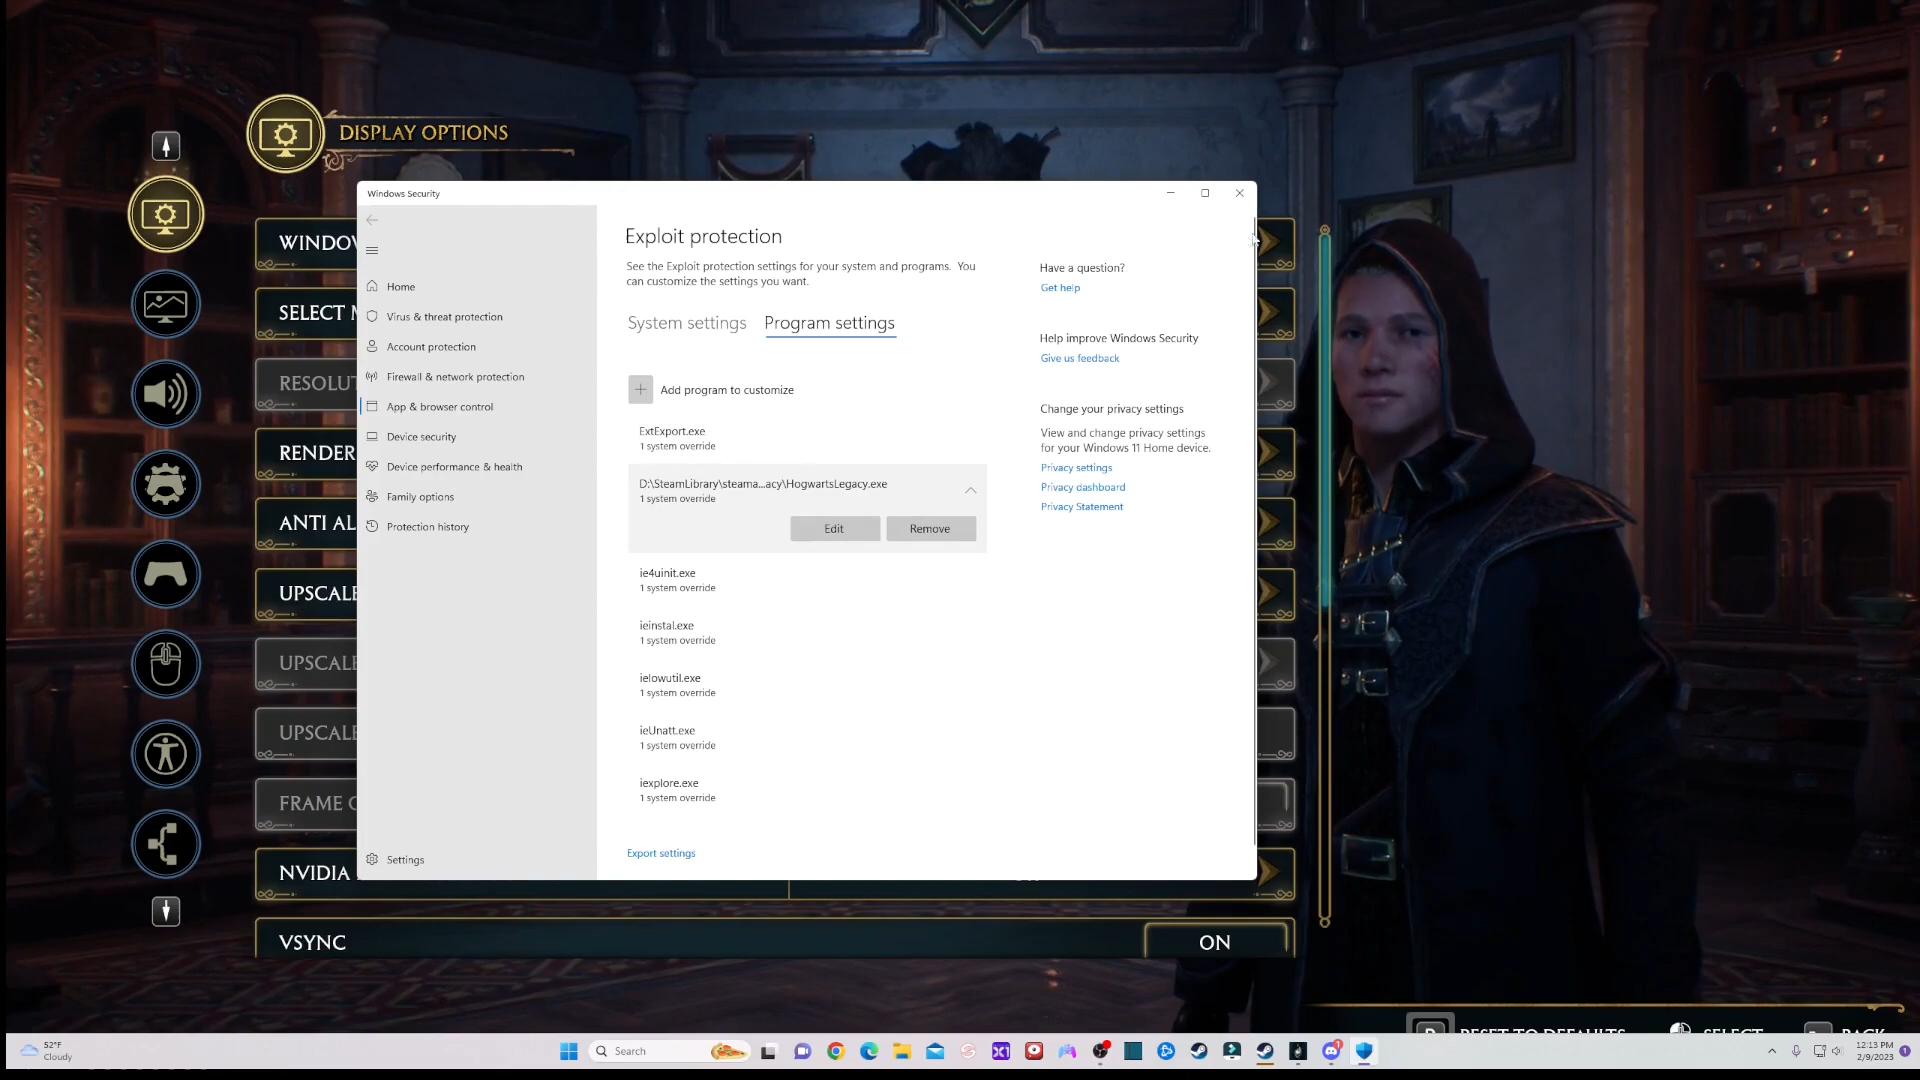 DISPLAY OPTIONS
Windows Security
Exploit protection
See the Exploit protection settings for your system and programs. You
can customize the settings you want.
System settings
Program settings
Add program to customize
ExtExport.exe
1 system override
D:\SteamLibrary\steama...acy\HogwartsLegacy.exe
1 system override
Edit
Remove
ie4uinit.exe
1 system override
ieinstal.exe
1 system override
ielowutil.exe
1 system override
ieUnatt.exe
1 system override
iexplore.exe
1 system override
Export settings
Home
Virus & threat protection
Account protection
Firewall & network protection
App & browser control
Device security
Device performance & health
Family options
Protection history
Settings
Have a question?
Get help
Help improve Windows Security
Give us feedback
Change your privacy settings
View and change privacy settings
for your Windows 11 Home device.
Privacy settings
Privacy dashboard
Privacy Statement
WINDOW
SELECT
RESOLUT
RENDER
ANTI AL
UPSCALE
UPSCALE
UPSCALE
FRAME
NVIDIA
VSYNC
ON
RESET TO DEFAULTS
SELECT
BACK
52°F
Cloudy
Search
12:13 PM
2/9/2023